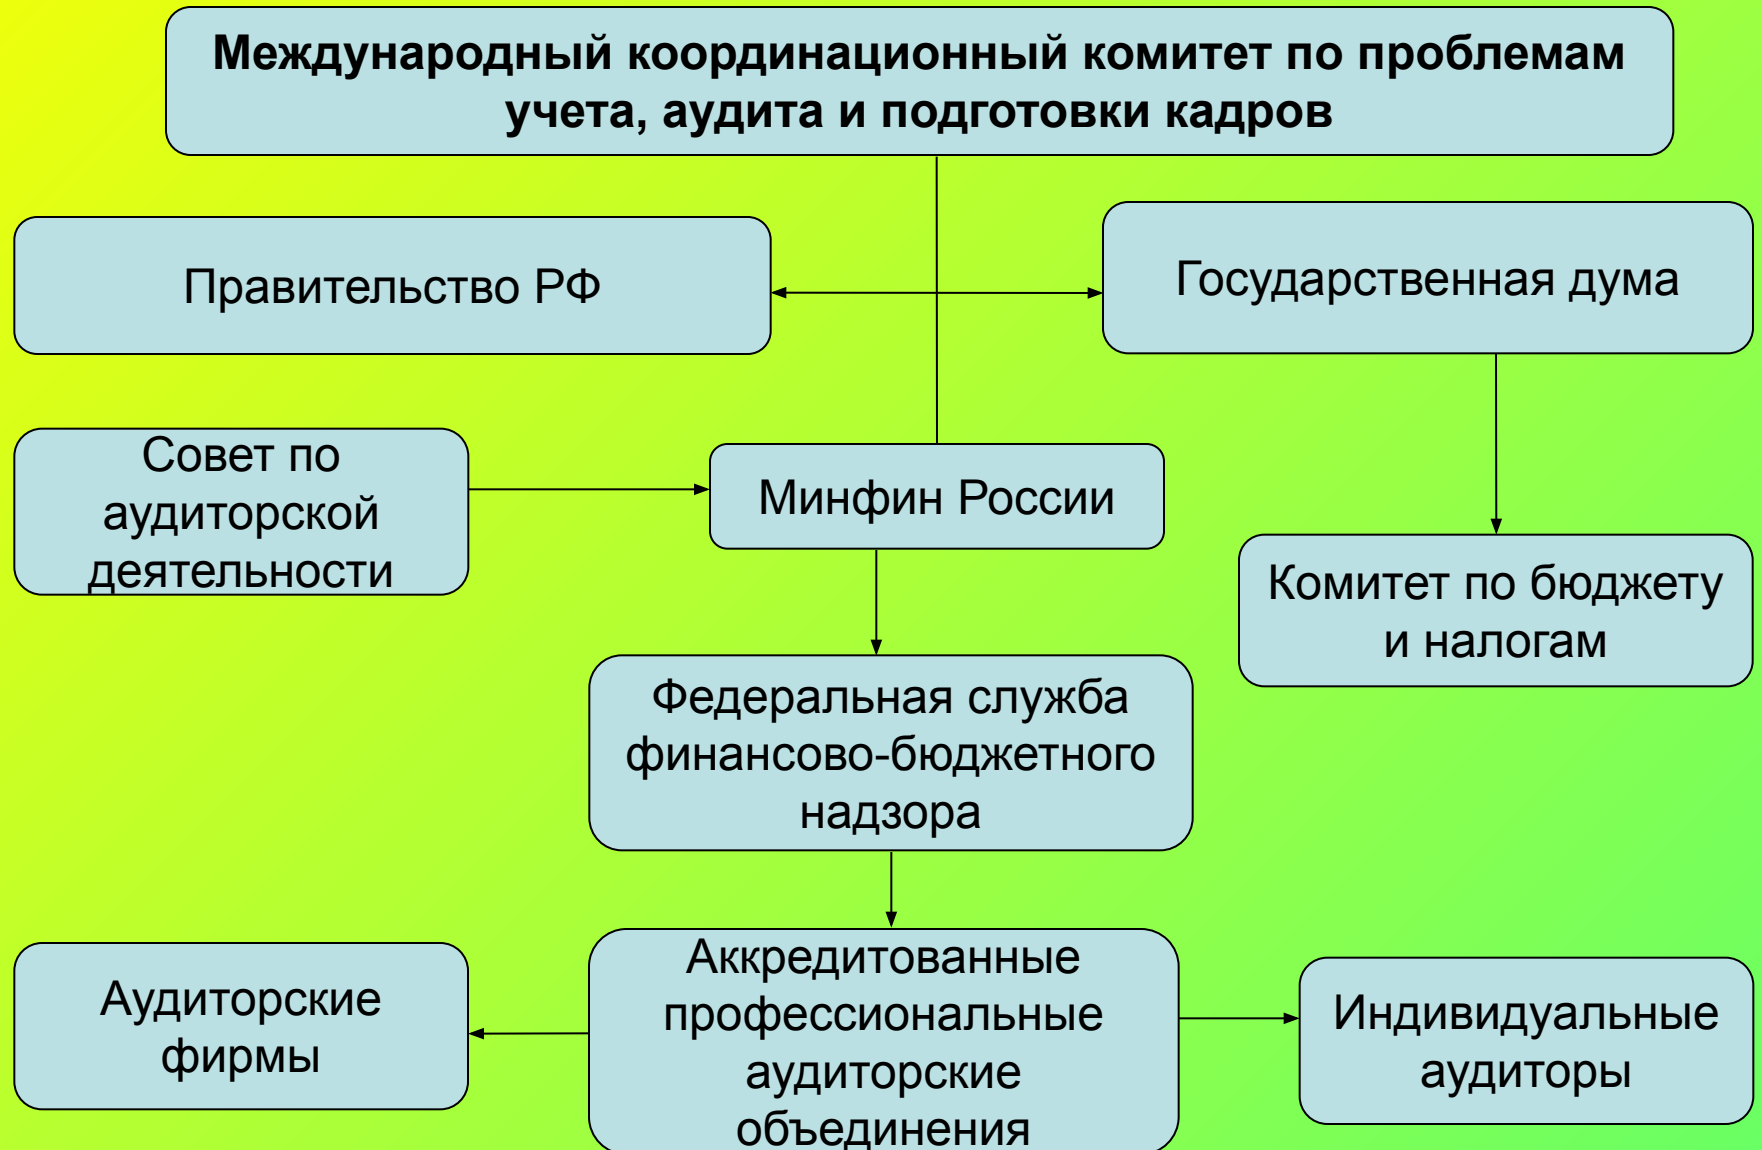 Международный координационный комитет по проблемам
учета, аудита и подготовки кадров
Правительство РФ
Государственная дума
Совет по
аудиторской
деятельности
Минфин России
Комитет по бюджету
и налогам
Федеральная служба
финансово-бюджетного
надзора
Аудиторские
фирмы
Аккредитованные
профессиональные
аудиторские
объединения
Индивидуальные
аудиторы